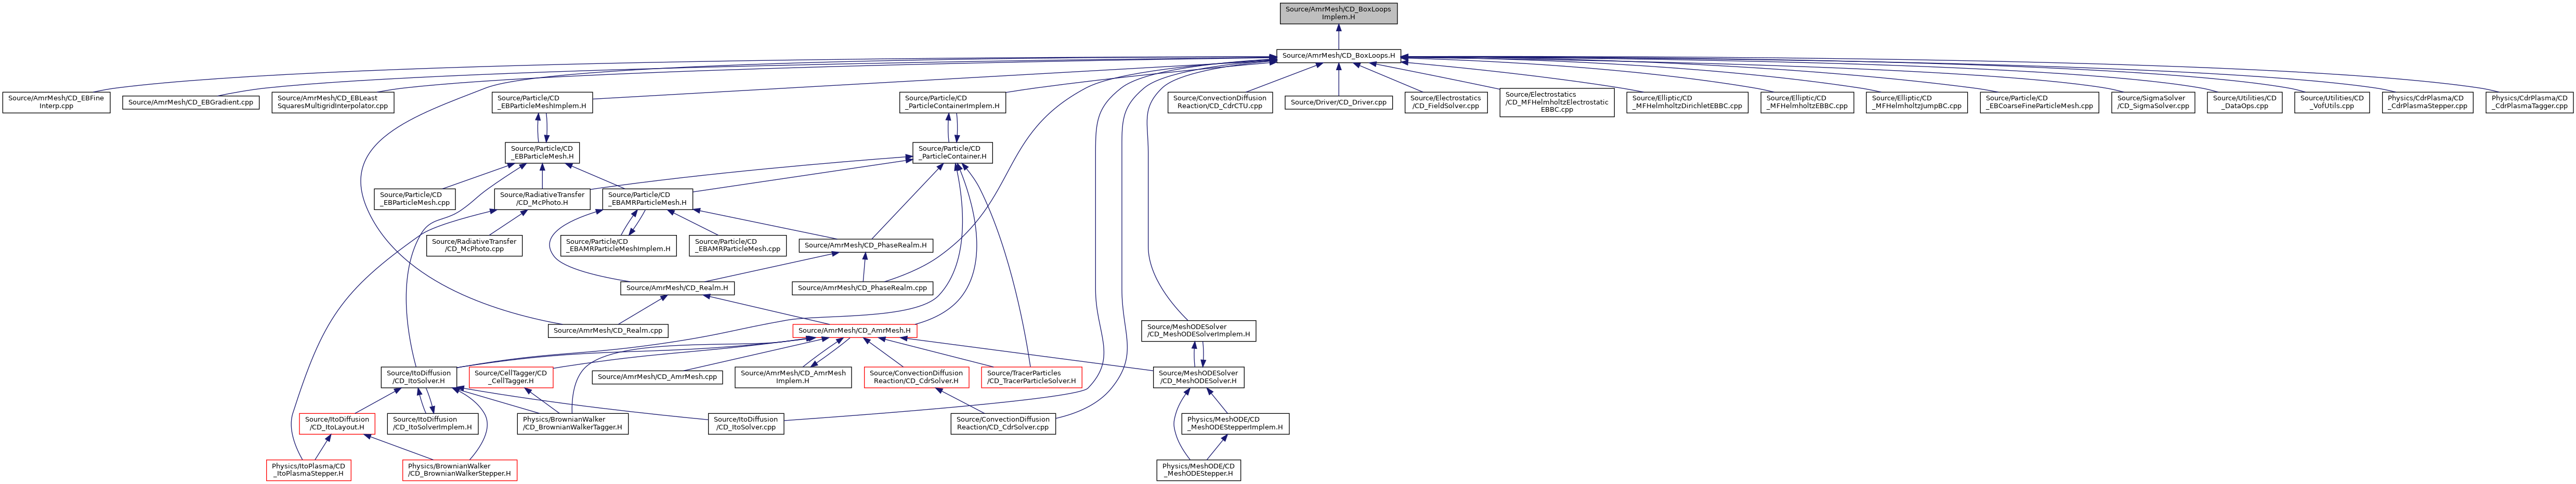 Source/AmrMesh/CD_BoxLoops
Implem.H
Source/AmrMesh/CD_BoxLoops.H
Source/AmrMesh/CD_EBFine
Interp.cpp
Source/AmrMesh/CD_EBGradient.cpp
Source/AmrMesh/CD_EBLeast
SquaresMultigridInterpolator.cpp
Source/Particle/CD
_EBParticleMeshImplem.H
Source/Particle/CD
_ParticleContainerImplem.H
Source/ConvectionDiffusion
Reaction/CD_CdrCTU.cpp
Source/Driver/CD_Driver.cpp
Source/Electrostatics
/CD_FieldSolver.cpp
Source/Electrostatics
/CD_MFHelmholtzElectrostatic
EBBC.cpp
Source/Elliptic/CD
_MFHelmholtzDirichletEBBC.cpp
Source/Elliptic/CD
_MFHelmholtzEBBC.cpp
Source/Elliptic/CD
_MFHelmholtzJumpBC.cpp
Source/Particle/CD
_EBCoarseFineParticleMesh.cpp
Source/SigmaSolver
/CD_SigmaSolver.cpp
Source/Utilities/CD
_DataOps.cpp
Source/Utilities/CD
_VofUtils.cpp
Physics/CdrPlasma/CD
_CdrPlasmaStepper.cpp
Physics/CdrPlasma/CD
_CdrPlasmaTagger.cpp
Source/Particle/CD
_EBParticleMesh.H
Source/Particle/CD
_ParticleContainer.H
Source/Particle/CD
_EBParticleMesh.cpp
Source/RadiativeTransfer
/CD_McPhoto.H
Source/Particle/CD
_EBAMRParticleMesh.H
Source/RadiativeTransfer
/CD_McPhoto.cpp
Source/Particle/CD
_EBAMRParticleMeshImplem.H
Source/Particle/CD
_EBAMRParticleMesh.cpp
Source/AmrMesh/CD_PhaseRealm.H
Source/AmrMesh/CD_Realm.H
Source/AmrMesh/CD_PhaseRealm.cpp
Source/AmrMesh/CD_Realm.cpp
Source/AmrMesh/CD_AmrMesh.H
Source/MeshODESolver
/CD_MeshODESolverImplem.H
Source/ItoDiffusion
/CD_ItoSolver.H
Source/CellTagger/CD
_CellTagger.H
Source/AmrMesh/CD_AmrMesh.cpp
Source/AmrMesh/CD_AmrMesh
Implem.H
Source/ConvectionDiffusion
Reaction/CD_CdrSolver.H
Source/TracerParticles
/CD_TracerParticleSolver.H
Source/MeshODESolver
/CD_MeshODESolver.H
Source/ItoDiffusion
/CD_ItoLayout.H
Source/ItoDiffusion
/CD_ItoSolverImplem.H
Physics/BrownianWalker
/CD_BrownianWalkerTagger.H
Source/ItoDiffusion
/CD_ItoSolver.cpp
Source/ConvectionDiffusion
Reaction/CD_CdrSolver.cpp
Physics/MeshODE/CD
_MeshODEStepperImplem.H
Physics/ItoPlasma/CD
_ItoPlasmaStepper.H
Physics/BrownianWalker
/CD_BrownianWalkerStepper.H
Physics/MeshODE/CD
_MeshODEStepper.H